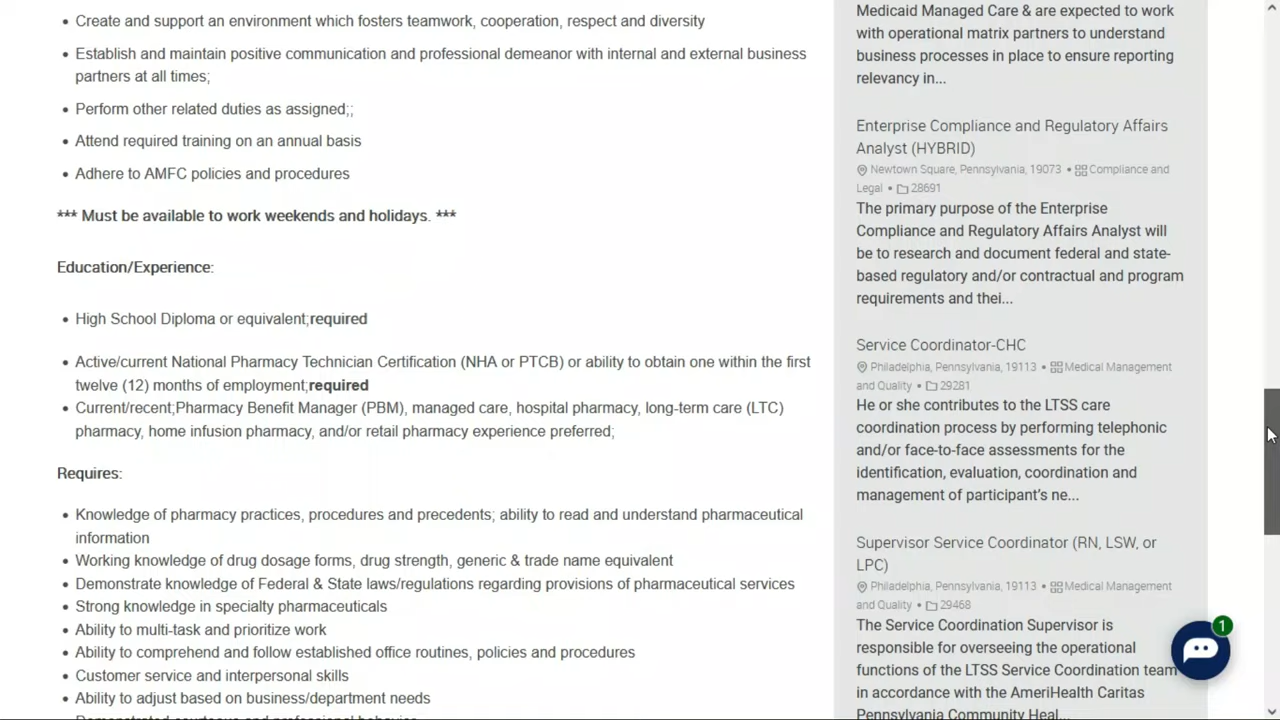 • Create and support an environment which fosters teamwork, cooperation, respect and diversity
• Establish and maintain positive communication and professional demeanor with internal and external business
partners at all times;
• Perform other related duties as assigned;;
• Attend required training on an annual basis
• Adhere to AMFC policies and procedures
*** Must be available to work weekends and holidays. ***
Education/Experience:
• High School Diploma or equivalent;required
• Active/current National Pharmacy Technician Certification (NHA or PTCB) or ability to obtain one within the first
twelve (12) months of employment;required
• Current/recent;Pharmacy Benefit Manager (PBM), managed care, hospital pharmacy, long-term care (LTC)
pharmacy, home infusion pharmacy, and/or retail pharmacy experience preferred;
Requires:
• Knowledge of pharmacy practices, procedures and precedents; ability to read and understand pharmaceutical
information
• Working knowledge of drug dosage forms, drug strength, generic & trade name equivalent
• Demonstrate knowledge of Federal & State laws/regulations regarding provisions of pharmaceutical services
• Strong knowledge in specialty pharmaceuticals
• Ability to multi-task and prioritize work
• Ability to comprehend and follow established office routines, policies and procedures
• Customer service and interpersonal skills
• Ability to adjust based on business/department needs
Medicaid Managed Care & are expected to work
with operational matrix partners to understand
business processes in place to ensure reporting
relevancy in...
Enterprise Compliance and Regulatory Affairs
Analyst (HYBRID)
Newtown Square, Pennsylvania, 19073 • Compliance and
Legal • 28691
The primary purpose of the Enterprise
Compliance and Regulatory Affairs Analyst will
be to research and document federal and state-
based regulatory and/or contractual and program
requirements and thei...
Service Coordinator-CHC
Philadelphia, Pennsylvania, 19113 • Medical Management
and Quality • 29281
He or she contributes to the LTSS care
coordination process by performing telephonic
and/or face-to-face assessments for the
identification, evaluation, coordination and
management of participant's ne...
Supervisor Service Coordinator (RN, LSW, or
LPC)
Philadelphia, Pennsylvania, 19113 • Medical Management
and Quality • 29468
The Service Coordination Supervisor is
responsible for overseeing the operational
functions of the LTSS Service Coordination team
in accordance with the AmeriHealth Caritas
Pennsylvania Community Heal...
1